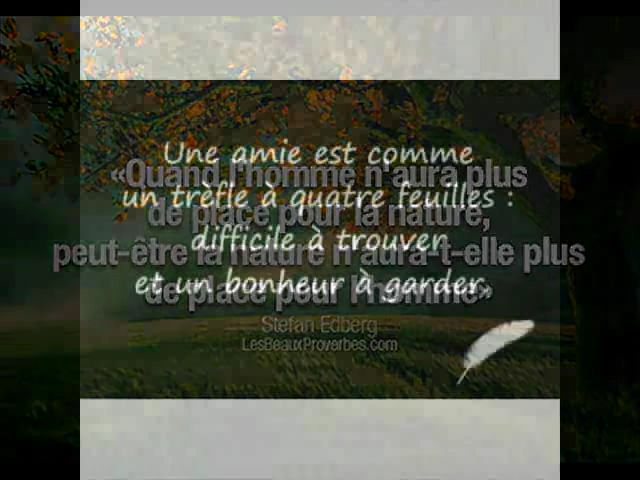 Une amie est comme
un trèfle à quatre feuilles :
difficile à trouver
et un bonheur à garder.
«Quand l'homme n'aura plus
de place pour la nature,
peut-être la nature n'aura-t-elle plus
de place pour l'homme»
Stefan Edberg
LesBeauxProverbes.com